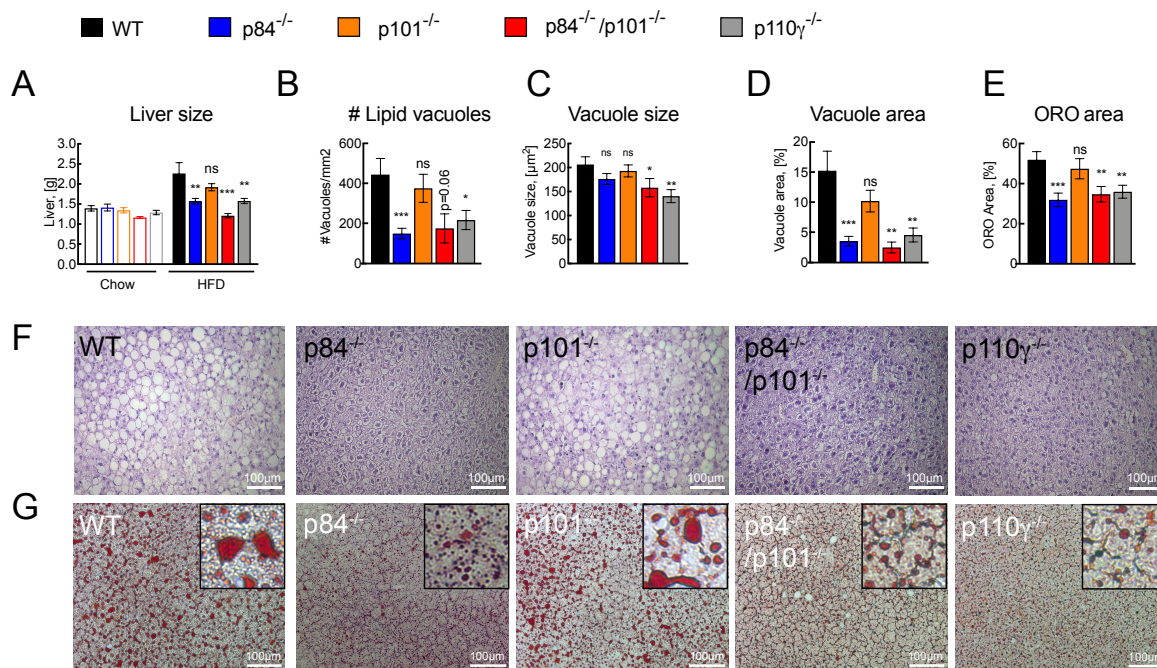 WT p84-/- p101-/- p84-/-/p101-/- p110γ-/-
A B C D E
Liver size # Lipid vacuoles Vacuole size Vacuole area ORO area
Liver, [g]
3.0
2.5
2.0
1.5
1.0
0.5
0.0
** ns *** **
Chow HFD
# Vacuoles/mm2
600
400
200
0
*** ns p=0.06 *
Vacuole size, [µm²]
250
200
150
100
50
0
ns ns * **
Vacuole area, [%]
20
15
10
5
0
*** ns ** **
ORO Area, [%]
60
40
20
0
*** ns ** **
F
WT p84-/- p101-/- p84-/- p110γ-/-
/p101-/-
100µm 100µm 100µm 100µm 100µm
G
WT p84-/- p101-/- p84-/- p110γ-/-
/p101-/-
100µm 100µm 100µm 100µm 100µm